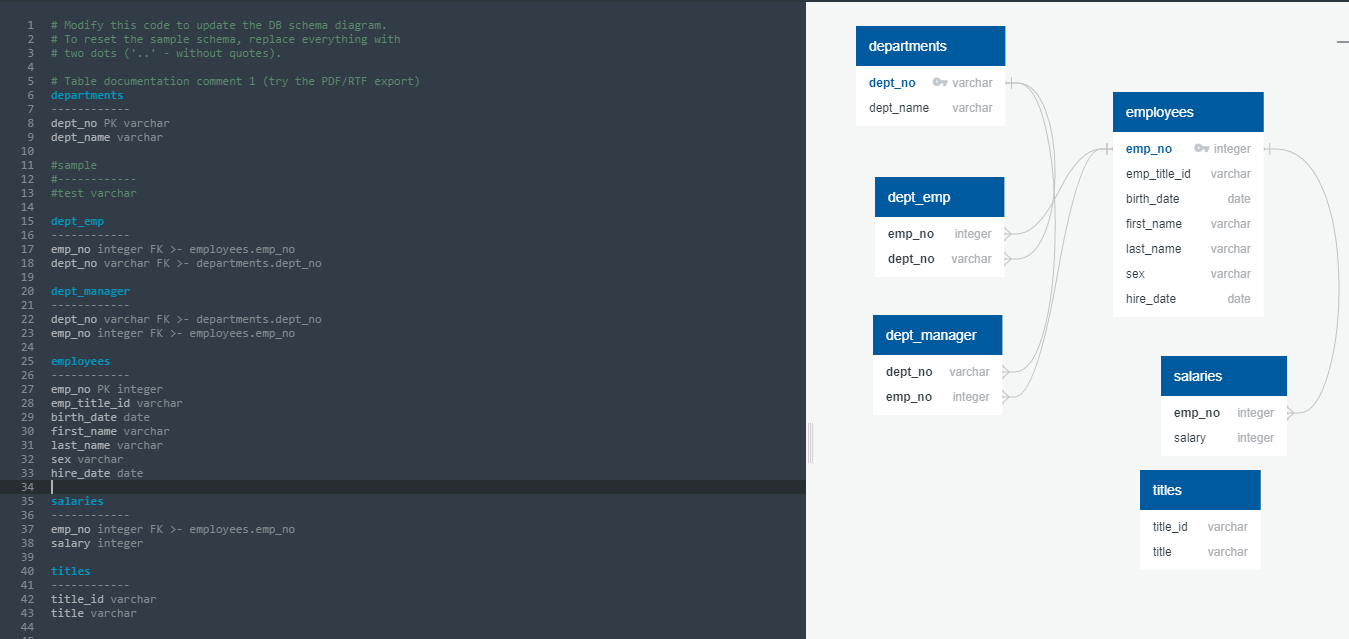 1 # Modify this code to update the DB schema diagram.
2 # To reset the sample schema, replace everything with
3 # two dots ('..' - without quotes).
4
5 # Table documentation comment 1 (try the PDF/RTF export)
6 departments
7 ------------
8 dept_no PK varchar
9 dept_name varchar
10
11 #sample
12 #------------
13 #test varchar
14
15 dept_emp
16 ------------
17 emp_no integer FK >- employees.emp_no
18 dept_no varchar FK >- departments.dept_no
19
20 dept_manager
21 ------------
22 dept_no varchar FK >- departments.dept_no
23 emp_no integer FK >- employees.emp_no
24
25 employees
26 ------------
27 emp_no PK integer
28 emp_title_id varchar
29 birth_date date
30 first_name varchar
31 last_name varchar
32 sex varchar
33 hire_date date
34
35 salaries
36 ------------
37 emp_no integer FK >- employees.emp_no
38 salary integer
39
40 titles
41 ------------
42 title_id varchar
43 title varchar
44
departments
dept_no varchar
dept_name varchar
dept_emp
emp_no integer
dept_no varchar
dept_manager
dept_no varchar
emp_no integer
employees
emp_no integer
emp_title_id varchar
birth_date date
first_name varchar
last_name varchar
sex varchar
hire_date date
salaries
emp_no integer
salary integer
titles
title_id varchar
title varchar